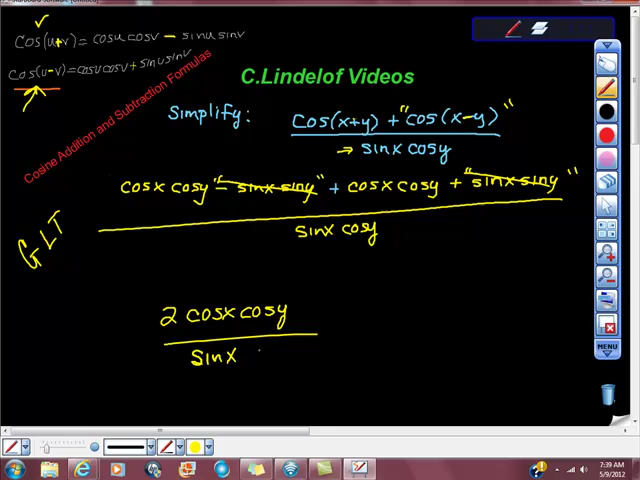 Cos(u+v) = cosu cosv - sinu sinv
Cos(u-v) = cosu cosv + sinu sinv
Cosine Addition and Subtraction Formulas
C.Lindelof Videos
Simplify: Cos(x+y) + "cos(x-y)"
→ sinx cosy
cosx cosy - "sinx siny" + cosx cosy + "sinx siny"
sinx cosy
GLT
2 cosx cosy
sinx
7:39 AM
5/9/2012